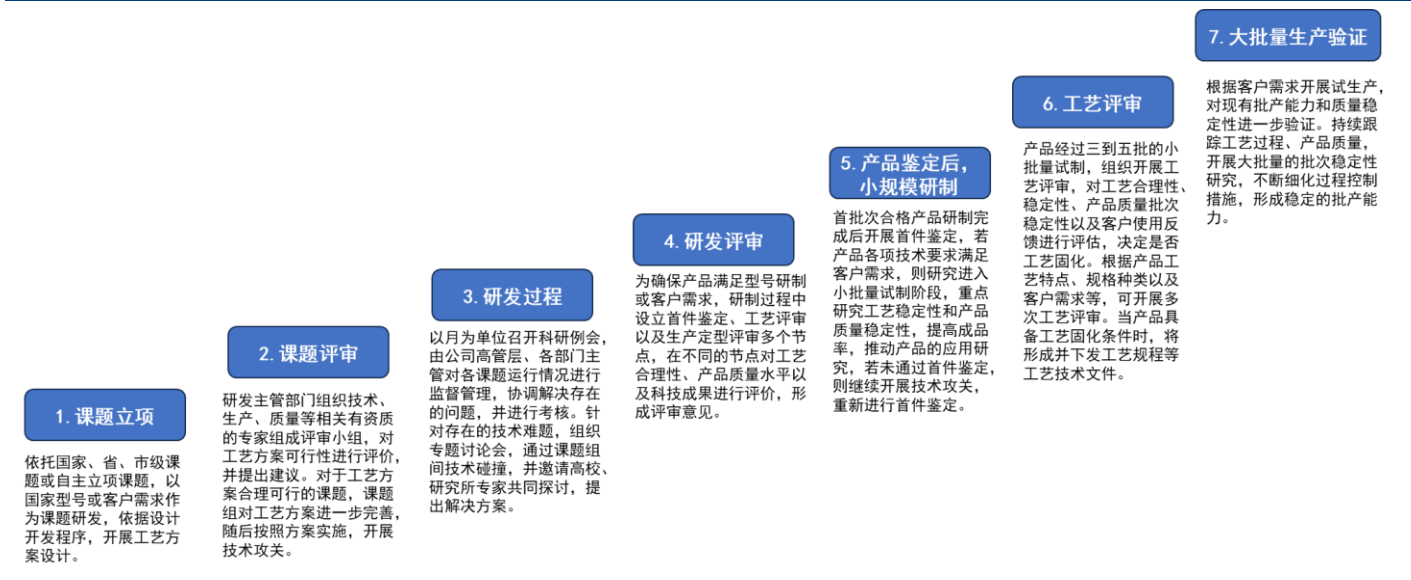 1.课题立项
依托国家、省、市级课
题或自主立项课题，以
国家型号或客户需求作
为课题研发，依据设计
开发程序，开展工艺方
案设计。
2.课题评审
研发主管部门组织技术、
生产、质量等相关有资质
的专家组成评审小组，对
工艺方案可行性进行评价，
并提出建议。对于工艺方
案合理可行的课题，课题
组对工艺方案进一步完善，
随后按照方案实施，开展
技术攻关。
3.研发过程
以月为单位召开科研例会，
由公司高管层、各部门主
管对各课题运行情况进行
监督管理，协调解决存在
的问题，并进行考核。针
对存在的技术难题，组织
专题讨论会，通过课题组
间技术碰撞，并邀请高校、
研究所专家共同探讨，提
出解决方案。
4.研发评审
为确保产品满足型号研制
或客户需求，研制过程中
设立首件鉴定、工艺评审
以及生产定型评审多个节
点，在不同的节点对工艺
合理性、产品质量水平以
及科技成果进行评价，形
成评审意见。
5.产品鉴定后，
小规模研制
首批次合格产品研制完
成后开展首件鉴定，若
产品各项技术要求满足
客户需求，则研究进入
小批量试制阶段，重点
研究工艺稳定性和产品
质量稳定性，提高成品
率，推动产品的应用研
究，若未通过首件鉴定，
则继续开展技术攻关，
重新进行首件鉴定。
6.工艺评审
产品经过三到五批的小
批量试制，组织开展工
艺评审，对工艺合理性、
稳定性、产品质量批次
稳定性以及客户使用反
馈进行评估，决定是否
工艺固化。根据产品工
艺特点、规格种类以及
客户需求等，可开展多
次工艺评审。当产品具
备工艺固化条件时，将
形成并下发工艺规程等
工艺技术文件。
7.大批量生产验证
根据客户需求开展试生产，
对现有批产能力和质量稳
定性进一步验证。持续跟
踪工艺过程、产品质量，
开展大批量的批次稳定性
研究，不断细化过程控制
措施，形成稳定的批产能
力。